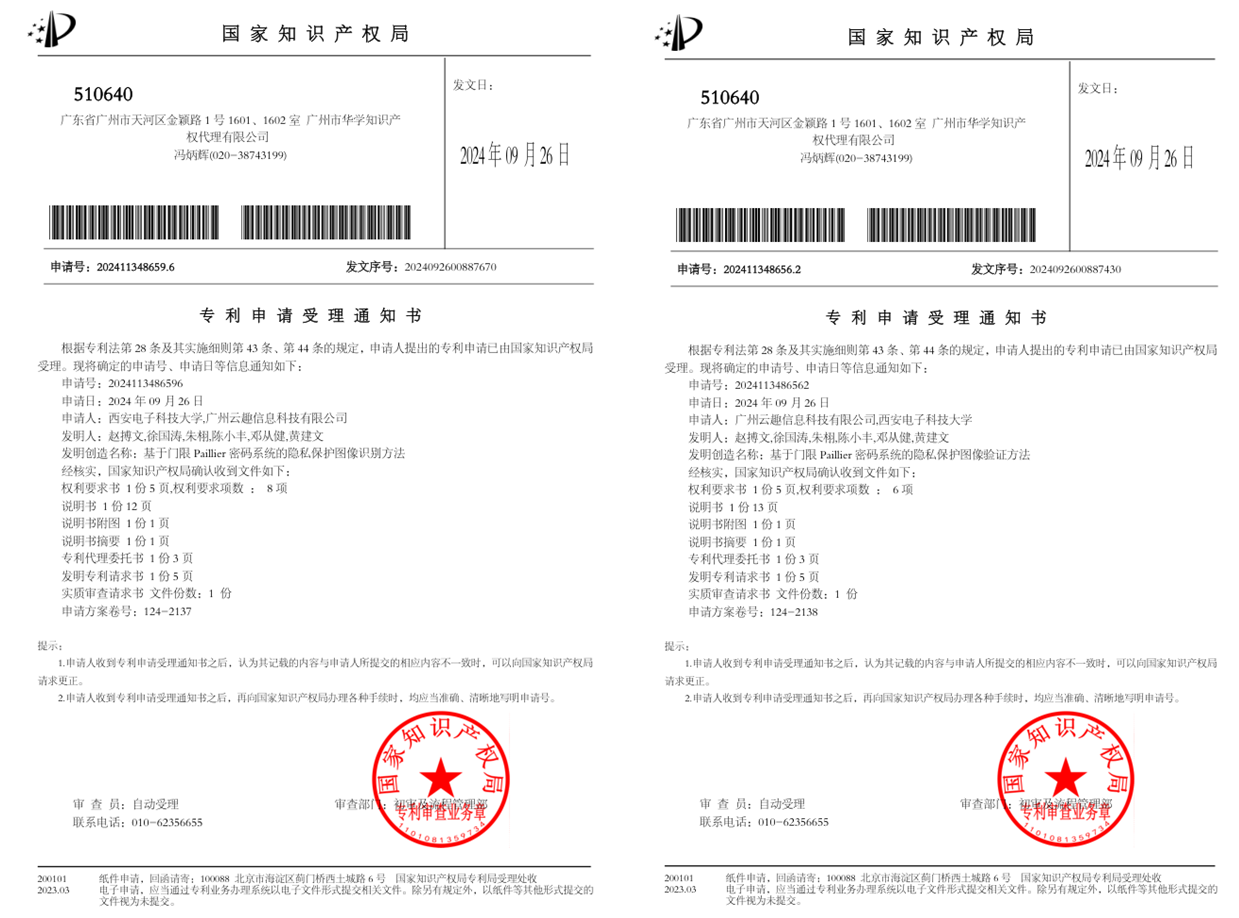 国家知识产权局
510640
广东省广州市天河区金颖路 1 号 1601、1602 室 广州市华学知识产
权代理有限公司
冯炳辉(020-38743199)
发文日：
2024 年 09 月 26 日
申请号：202411348659.6
发文序号：2024092600887670
专利申请受理通知书
根据专利法第 28 条及其实施细则第 43 条、第 44 条的规定，申请人提出的专利申请已由国家知识产权局
受理。现将确定的申请号、申请日等信息通知如下：
申请号：2024113486596
申请日：2024 年 09 月 26 日
申请人：西安电子科技大学,广州云趣信息科技有限公司
发明人：赵搏文,徐国涛,朱栩,陈小丰,邓从健,黄建文
发明创造名称：基于门限 Paillier 密码系统的隐私保护图像识别方法
经核实，国家知识产权局确认收到文件如下：
权利要求书 1 份 5 页,权利要求项数 ： 8 项
说明书 1 份 12 页
说明书附图 1 份 1 页
说明书摘要 1 份 1 页
专利代理委托书 1 份 3 页
发明专利请求书 1 份 5 页
实质审查请求书 文件份数：1 份
申请方案卷号：124-2137
提示：
1.申请人收到专利申请受理通知书之后，认为其记载的内容与申请人所提交的相应内容不一致时，可以向国家知识产权局
请求更正。
2.申请人收到专利申请受理通知书之后，再向国家知识产权局办理各种手续时，均应当准确、清晰地写明申请号。
审 查 员：自动受理
联系电话：010-62356655
审查部门：初审及流程管理部
国家知识产权局
专利审查业务章
1101081359734
200101
2023.03
纸件申请，回函请寄：100088 北京市海淀区蓟门桥西土城路 6 号 国家知识产权局专利局受理处收
电子申请，应当通过专利业务办理系统以电子文件形式提交相关文件。除另有规定外，以纸件等其他形式提交的
文件视为未提交。
国家知识产权局
510640
广东省广州市天河区金颖路 1 号 1601、1602 室 广州市华学知识产
权代理有限公司
冯炳辉(020-38743199)
发文日：
2024 年 09 月 26 日
申请号：202411348656.2
发文序号：2024092600887430
专利申请受理通知书
根据专利法第 28 条及其实施细则第 43 条、第 44 条的规定，申请人提出的专利申请已由国家知识产权局
受理。现将确定的申请号、申请日等信息通知如下：
申请号：2024113486562
申请日：2024 年 09 月 26 日
申请人：广州云趣信息科技有限公司,西安电子科技大学
发明人：赵搏文,徐国涛,朱栩,陈小丰,邓从健,黄建文
发明创造名称：基于门限 Paillier 密码系统的隐私保护图像验证方法
经核实，国家知识产权局确认收到文件如下：
权利要求书 1 份 5 页,权利要求项数 ： 6 项
说明书 1 份 13 页
说明书附图 1 份 1 页
说明书摘要 1 份 1 页
专利代理委托书 1 份 3 页
发明专利请求书 1 份 5 页
实质审查请求书 文件份数：1 份
申请方案卷号：124-2138
提示：
1.申请人收到专利申请受理通知书之后，认为其记载的内容与申请人所提交的相应内容不一致时，可以向国家知识产权局
请求更正。
2.申请人收到专利申请受理通知书之后，再向国家知识产权局办理各种手续时，均应当准确、清晰地写明申请号。
审 查 员：自动受理
联系电话：010-62356655
审查部门：初审及流程管理部
国家知识产权局
专利审查业务章
1101081359734
200101
2023.03
纸件申请，回函请寄：100088 北京市海淀区蓟门桥西土城路 6 号 国家知识产权局专利局受理处收
电子申请，应当通过专利业务办理系统以电子文件形式提交相关文件。除另有规定外，以纸件等其他形式提交的
文件视为未提交。